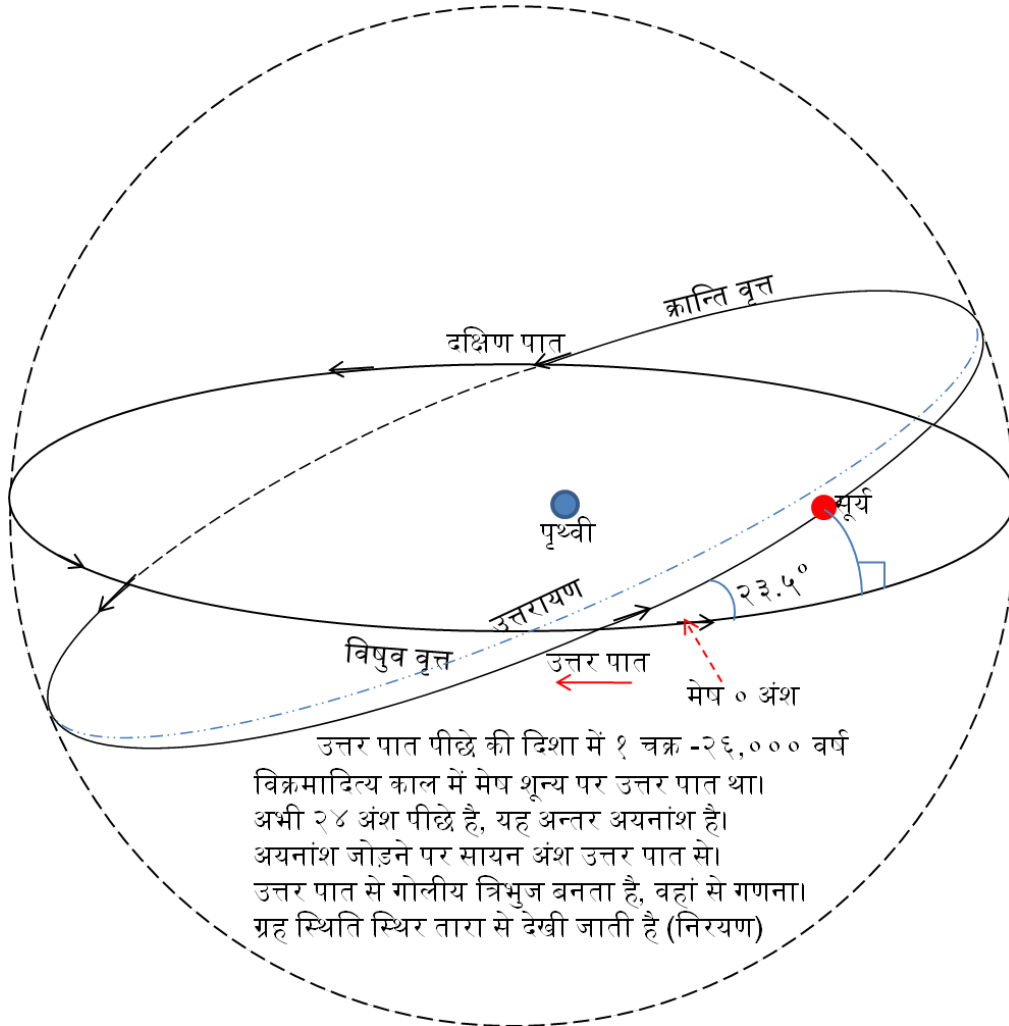 क्रान्ति वृत्त
दक्षिण पात
सूर्य
पृथ्वी
२३.५°
उत्तरायण
विषुव वृत्त
उत्तर पात
मेष ० अंश
उत्तर पात पीछे की दिशा में १ चक्र -२६,००० वर्ष
विक्रमादित्य काल में मेष शून्य पर उत्तर पात था।
अभी २४ अंश पीछे है, यह अन्तर अयनांश है।
अयनांश जोड़ने पर सायन अंश उत्तर पात से।
उत्तर पात से गोलीय त्रिभुज बनता है, वहां से गणना।
ग्रह स्थिति स्थिर तारा से देखी जाती है (निरयण)